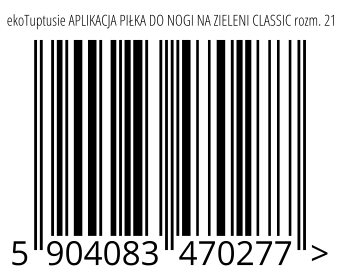 ekoTuptusie APLIKACJA PIŁKA DO NOGI NA ZIELENI CLASSIC rozm. 21
5 904083 470277 >